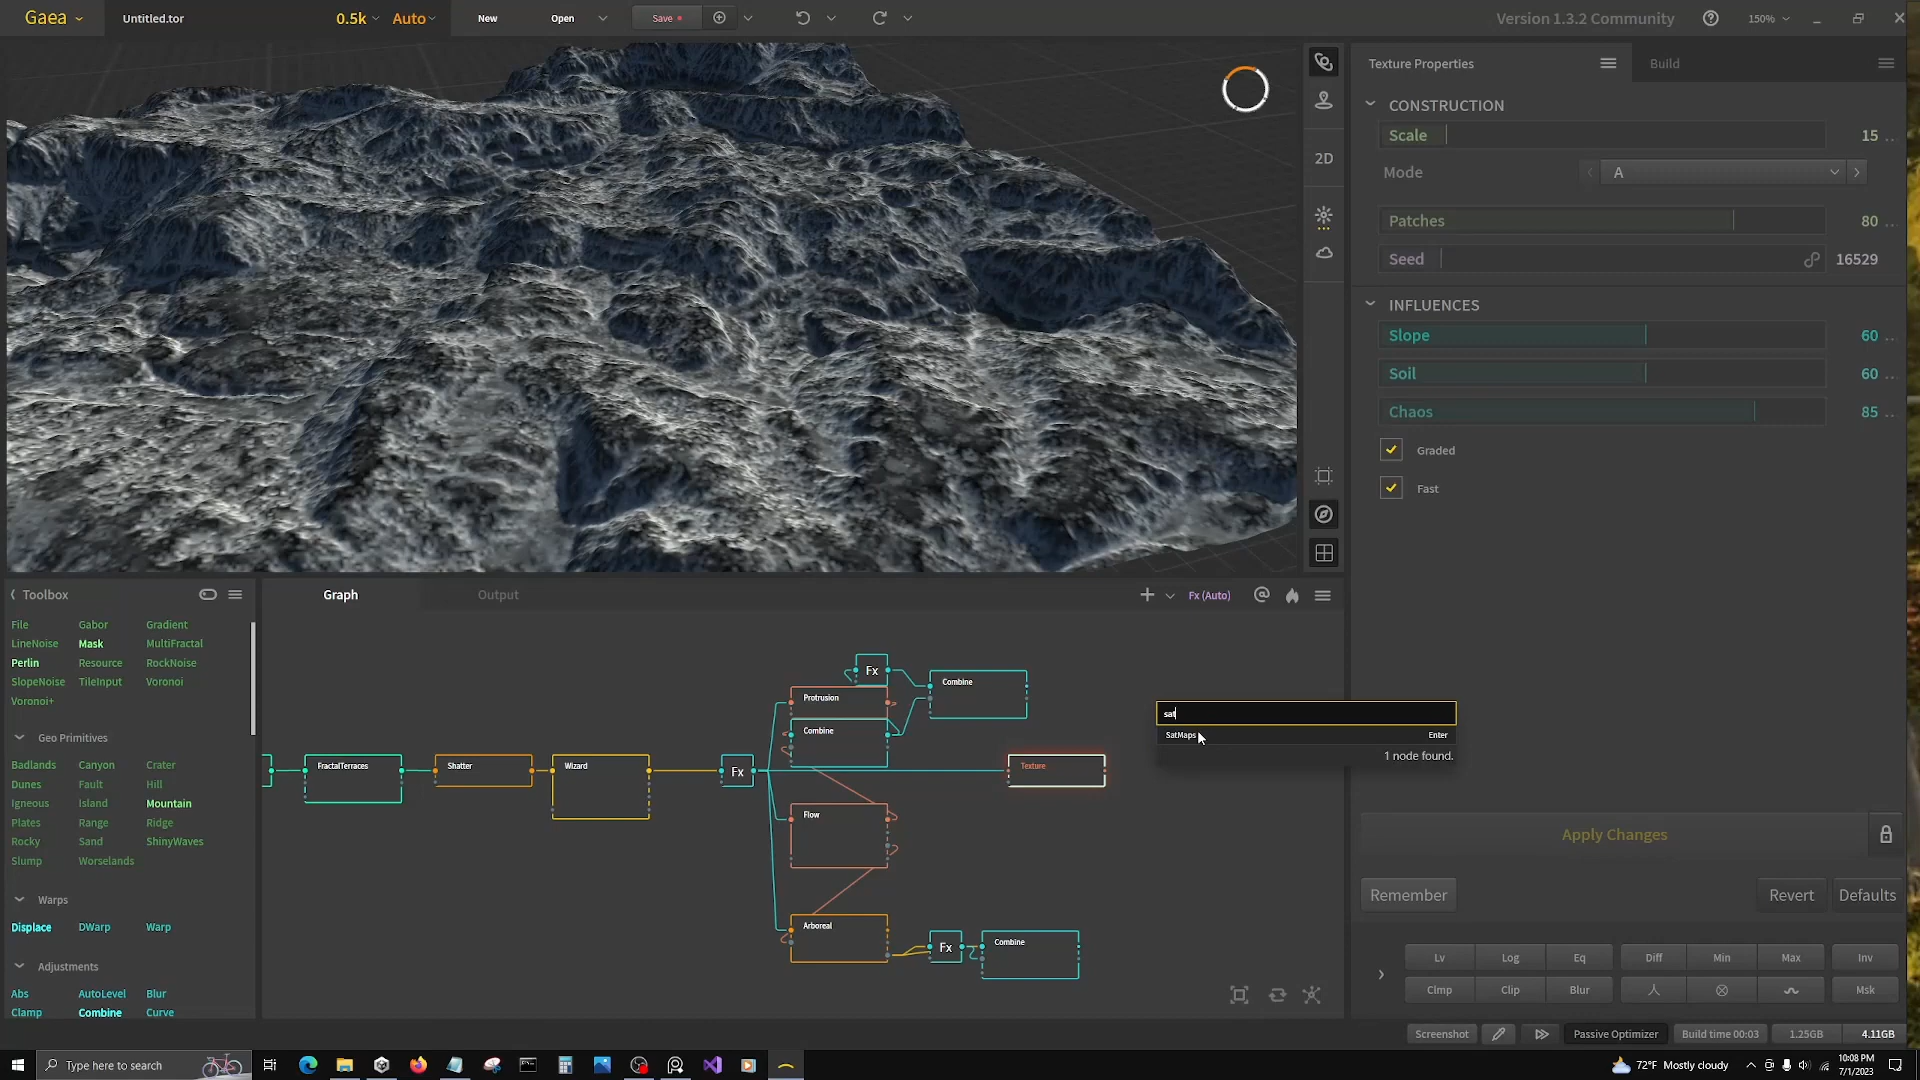 Gaea
Untitled.tor
0.5k
Auto
New
Open
Save
Version 1.3.2 Community
150%
Texture Properties
Build
CONSTRUCTION
Scale 15
Mode A
Patches 80
Seed 16529
INFLUENCES
Slope 60
Soil 60
Chaos 85
Graded
Fast
2D
Apply Changes
Remember
Revert
Defaults
Lv Log Eq Diff Min Max Inv
Clmp Clip Blur Msk
Screenshot
Passive Optimizer
Build time 00:03
1.25GB
4.11GB
Toolbox
File Gabor Gradient
LineNoise Mask MultiFractal
Perlin Resource RockNoise
SlopeNoise TileInput Voronoi
Voronoi+
Geo Primitives
Badlands Canyon Crater
Dunes Fault Hill
Igneous Island Mountain
Plates Range Ridge
Rocky Sand ShinyWaves
Slump Worselands
Warps
Displace DWarp Warp
Adjustments
Abs AutoLevel Blur
Clamp Combine Curve
Graph
Output
Fx (Auto)
FractalTerraces
Shatter
Wizard
Fx
Fx
Protrusion
Combine
Combine
Flow
Arboreal
Fx
Combine
Texture
sat
SatMaps Enter
1 node found.
Type here to search
72°F Mostly cloudy
10:08 PM
7/1/2023